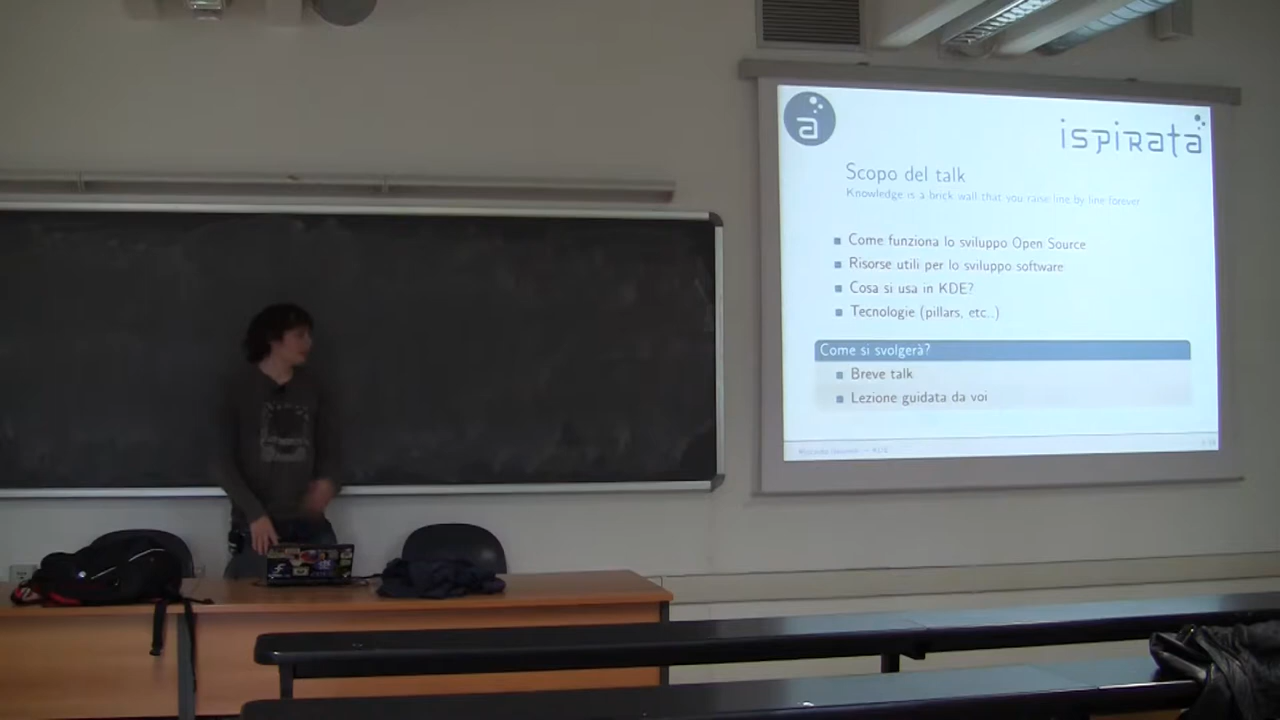 a
ispirata
Scopo del talk
Knowledge is a brick wall that you raise line by line forever
Come funziona lo sviluppo Open Source
Risorse utili per lo sviluppo software
Cosa si usa in KDE?
Tecnologie (pillars, etc..)
Come si svolgerà?
Breve talk
Lezione guidata da voi
— KDE